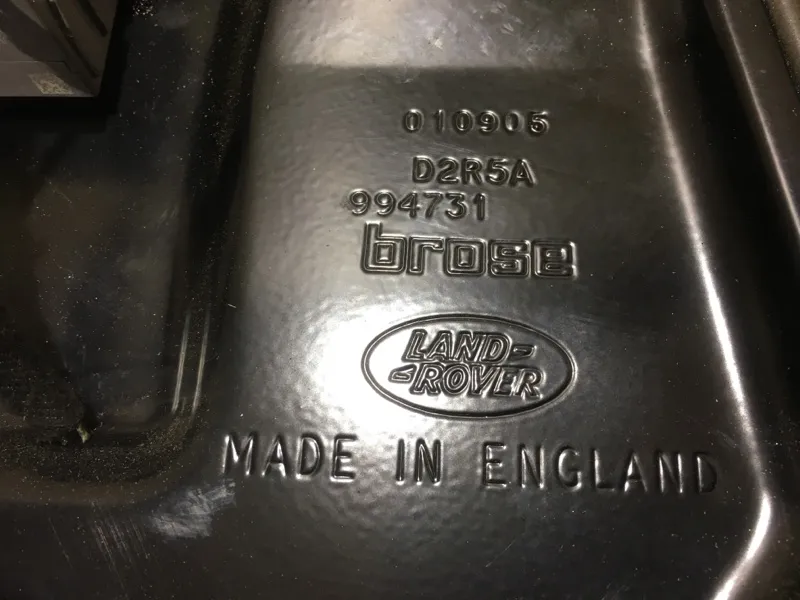 010905
D2R5A
994731
brose
LAND-
-ROVER
MADE IN ENGLAND